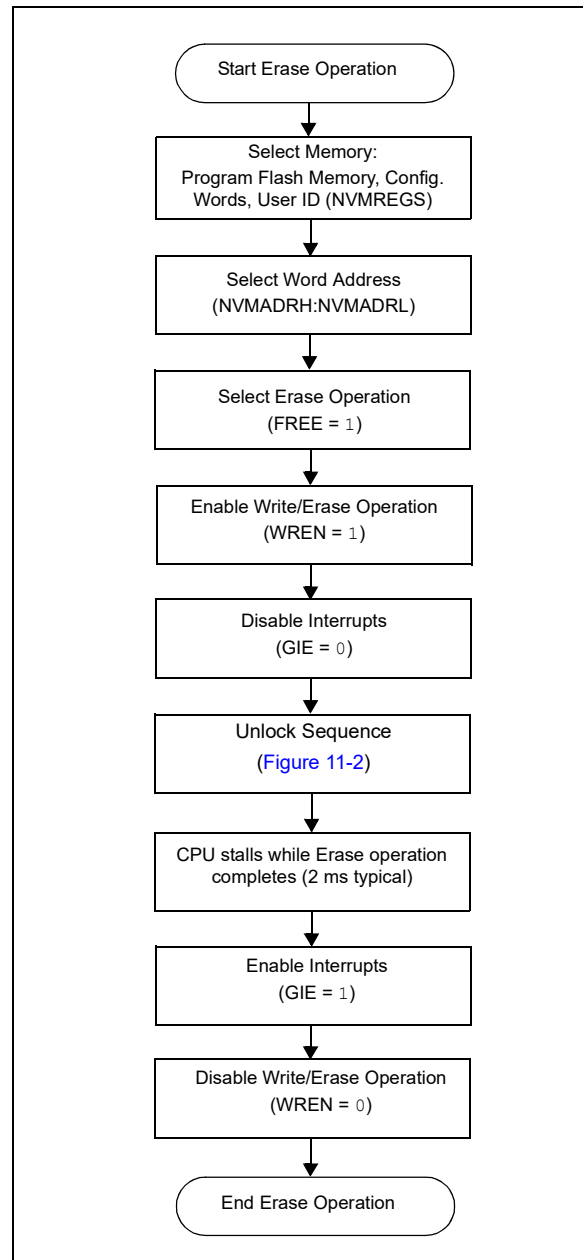 Start Erase Operation
Select Memory:
Program Flash Memory, Config.
Words, User ID (NVMREGS)
Select Word Address
(NVMADRH:NVMADRL)
Select Erase Operation
(FREE = 1)
Enable Write/Erase Operation
(WREN = 1)
Disable Interrupts
(GIE = 0)
Unlock Sequence
(Figure 11-2)
CPU stalls while Erase operation
completes (2 ms typical)
Enable Interrupts
(GIE = 1)
Disable Write/Erase Operation
(WREN = 0)
End Erase Operation